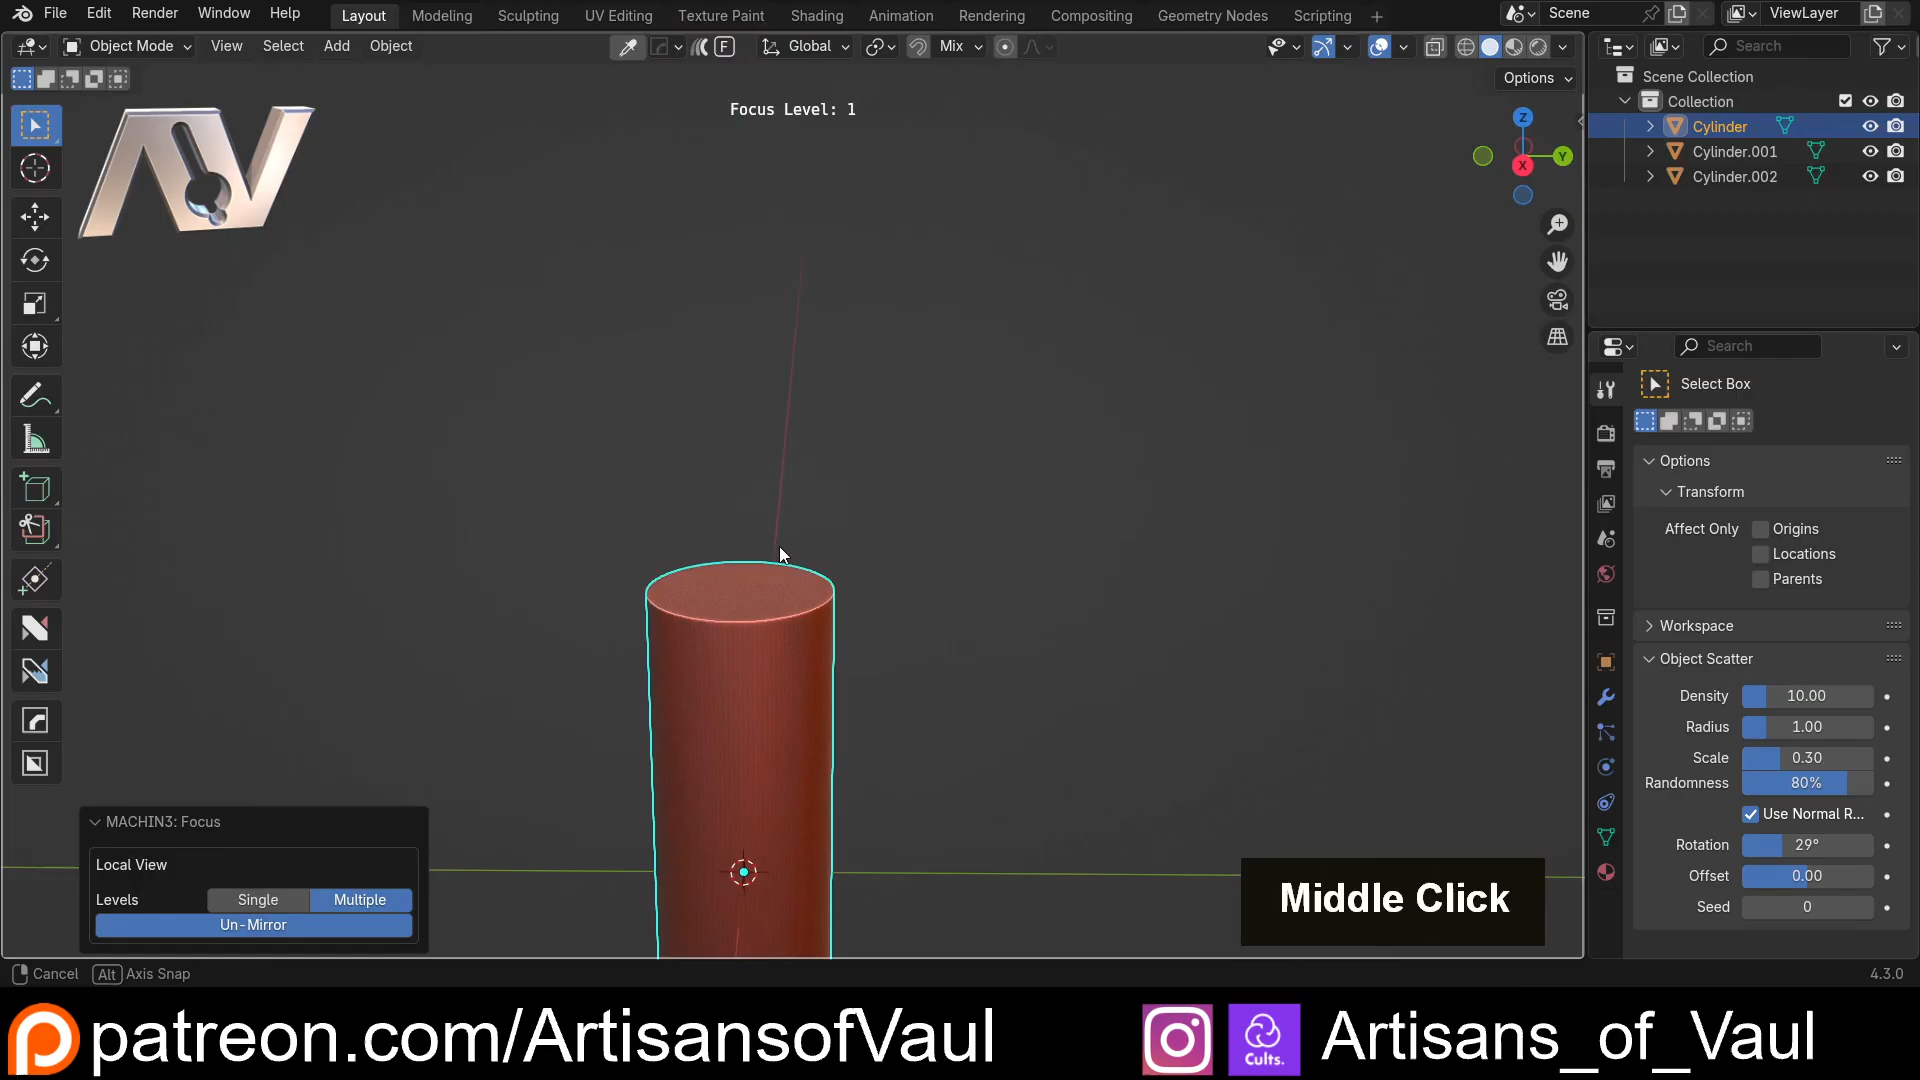 File Edit Render Window Help Layout Modeling Sculpting UV Editing Texture Paint Shading Animation Rendering Compositing Geometry Nodes Scripting + Scene ViewLayer
Object Mode View Select Add Object F Global Mix Search
Options
Scene Collection
Collection
Cylinder
Cylinder.001
Cylinder.002
Focus Level: 1
Z
Y
X
AV
Search
Select Box
Options
Transform
Affect Only Origins
Locations
Parents
Workspace
Object Scatter
Density 10.00
Radius 1.00
Scale 0.30
Randomness 80%
Use Normal R...
Rotation 29°
Offset 0.00
Seed 0
MACHIN3: Focus
Local View
Levels Single Multiple
Un-Mirror
Middle Click
Cancel Alt Axis Snap 4.3.0
patreon.com/ArtisansofVaul Cults. Artisans_of_Vaul